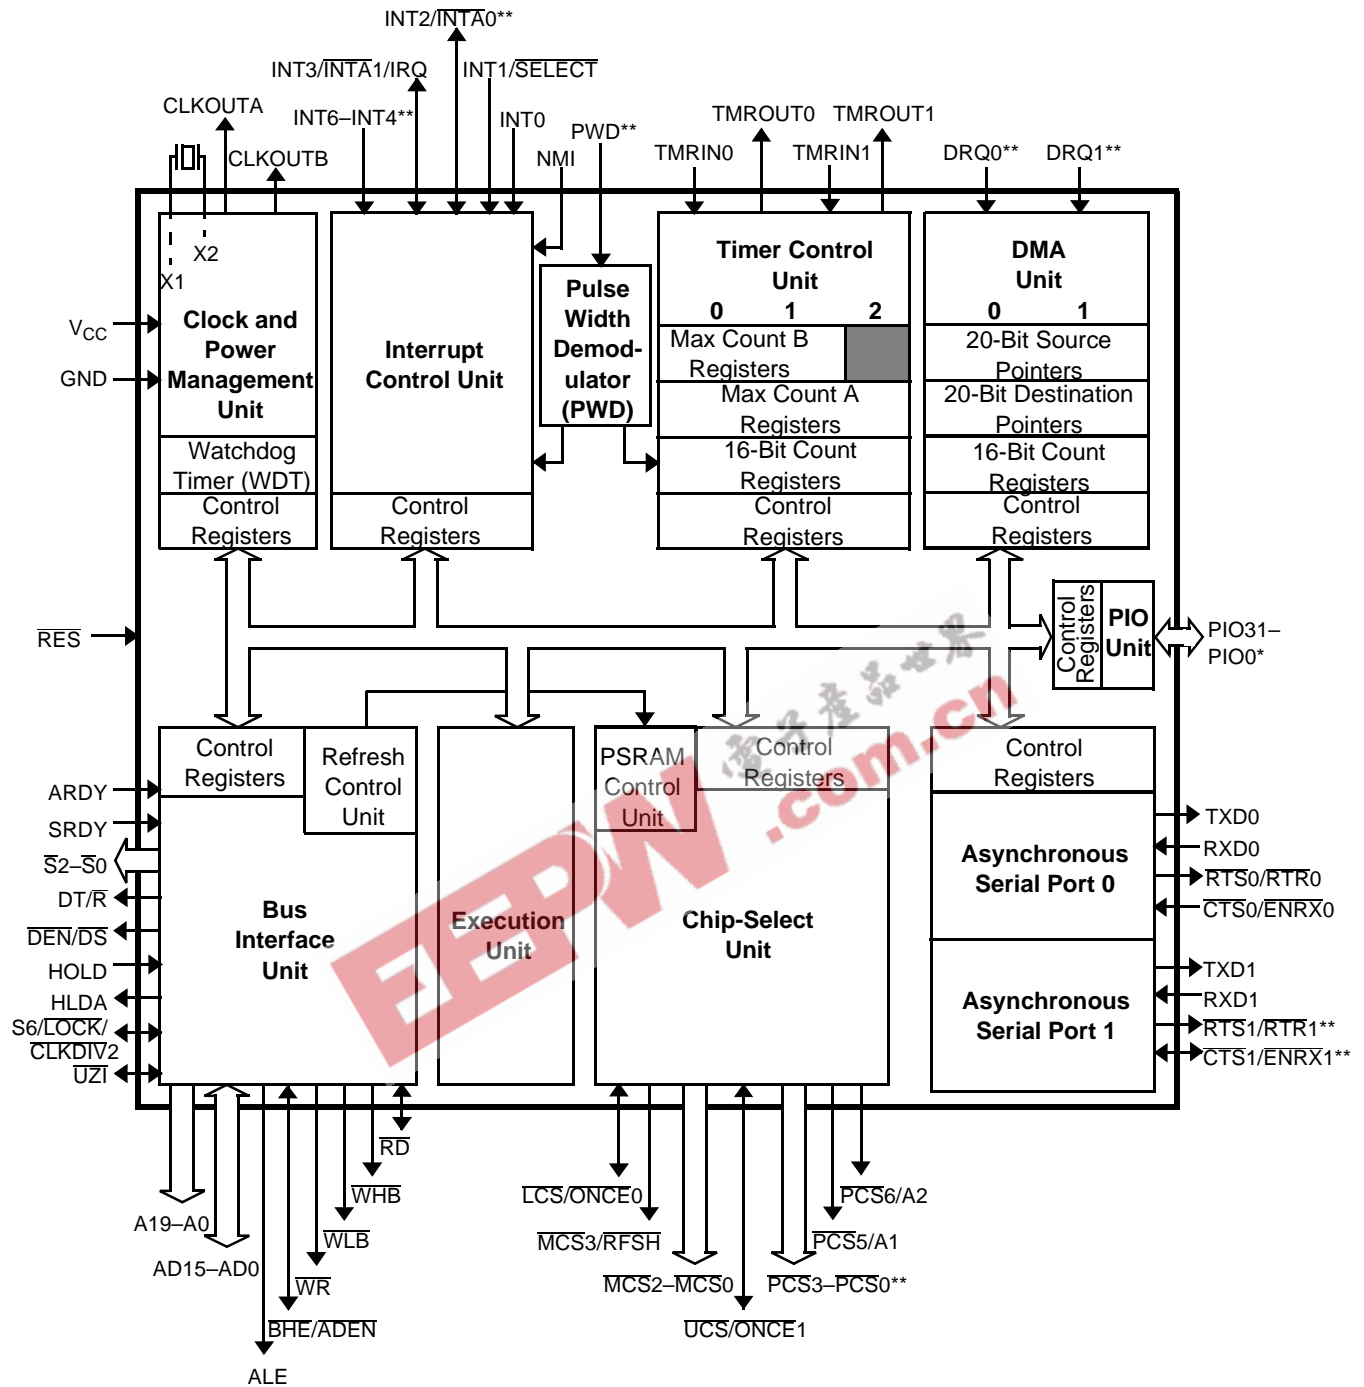 INT2/INTA0**
INT3/INTA1/IRQ
INT1/SELECT
CLKOUTA
INT6–INT4**
INT0
PWD**
TMROUT0
TMROUT1
CLKOUTB
NMI
TMRIN0
TMRIN1
DRQ0**
DRQ1**
X2
X1
VCC
GND
Clock and
Power
Management
Unit
Watchdog
Timer (WDT)
Control
Registers
Interrupt
Control Unit
Control
Registers
Pulse
Width
Demod-
ulator
(PWD)
Timer Control
Unit
0 1 2
Max Count B
Registers
Max Count A
Registers
16-Bit Count
Registers
Control
Registers
DMA
Unit
0 1
20-Bit Source
Pointers
20-Bit Destination
Pointers
16-Bit Count
Registers
Control
Registers
RES
Control
Registers
PIO
Unit
PIO31–
PIO0*
Control
Registers
Refresh
Control
Unit
Bus
Interface
Unit
Execution
Unit
PSRAM
Control
Unit
Control
Registers
Chip-Select
Unit
Control
Registers
Asynchronous
Serial Port 0
Asynchronous
Serial Port 1
ARDY
SRDY
S2–S0
DT/R
DEN/DS
HOLD
HLDA
S6/LOCK/
CLKDIV2
UZI
TXD0
RXD0
RTS0/RTR0
CTS0/ENRX0
TXD1
RXD1
RTS1/RTR1**
CTS1/ENRX1**
RD
WHB
WLB
WR
BHE/ADEN
ALE
A19–A0
AD15–AD0
LCS/ONCE0
MCS3/RFSH
MCS2–MCS0
UCS/ONCE1
PCS3–PCS0**
PCS5/A1
PCS6/A2
EEPW
.com.cn
電子產品世界